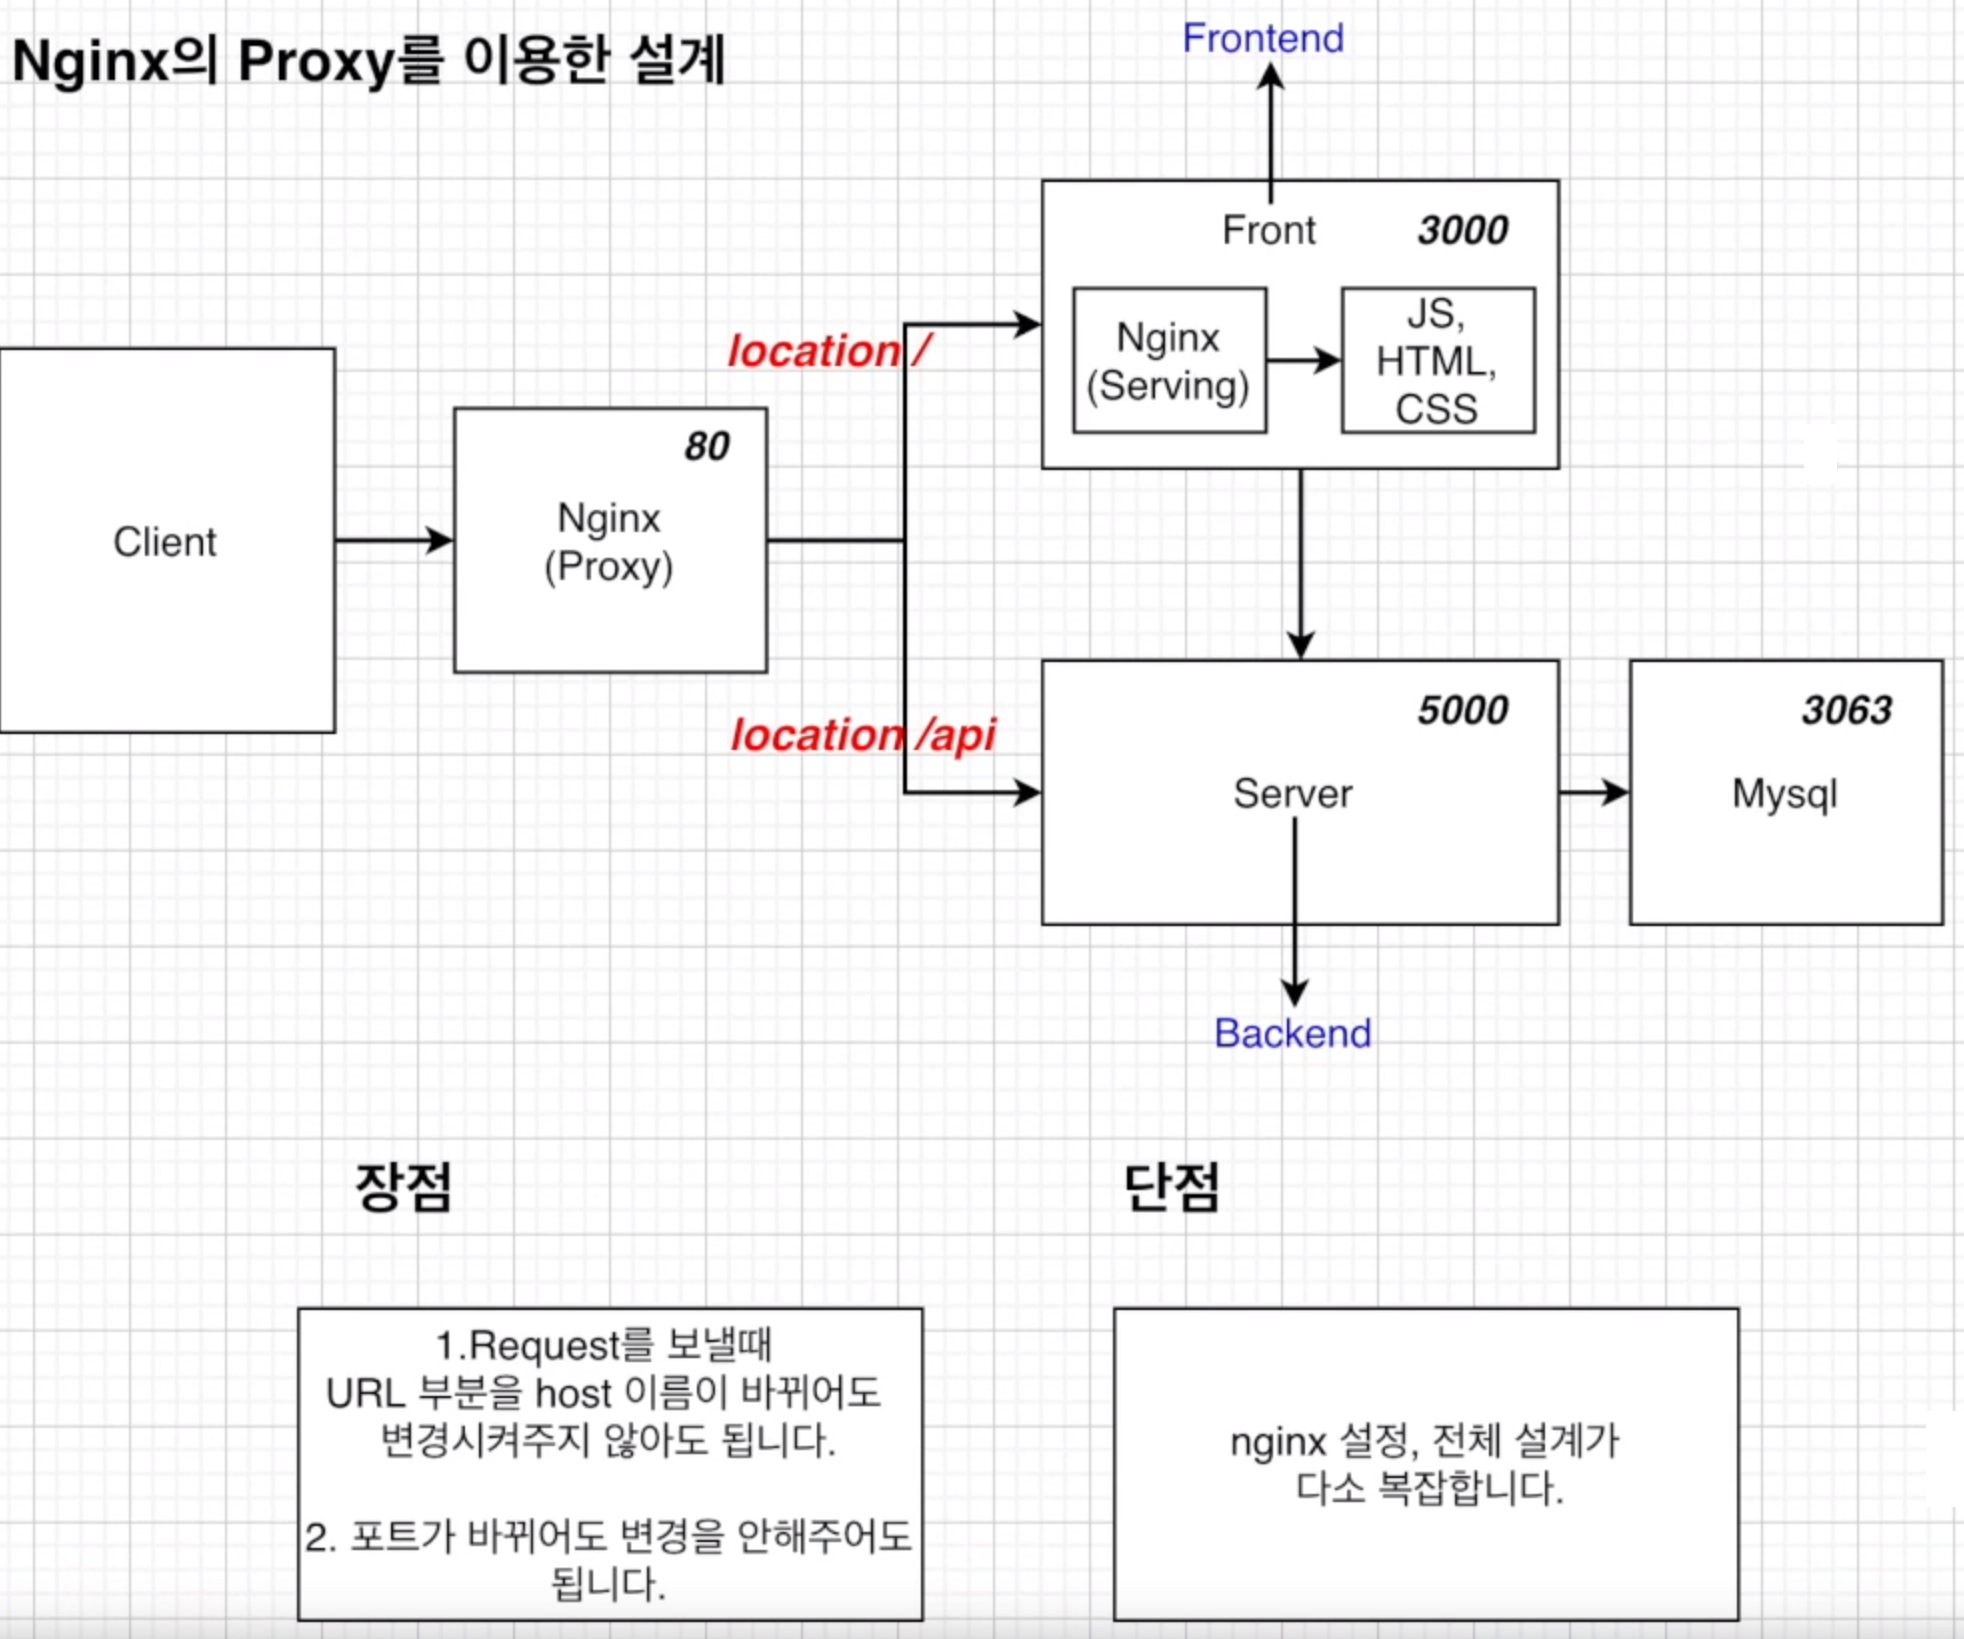 Nginx의 Proxy를 이용한 설계
Frontend
Front
3000
Nginx
(Serving)
JS,
HTML,
CSS
location /
80
Nginx
(Proxy)
Client
location /api
5000
Server
3063
Mysql
Backend
장점
단점
1.Request를 보낼때
URL 부분을 host 이름이 바뀌어도
변경시켜주지 않아도 됩니다.
2. 포트가 바뀌어도 변경을 안해주어도
됩니다.
nginx 설정, 전체 설계가
다소 복잡합니다.